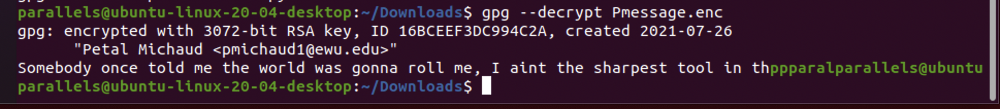 parallels@ubuntu-linux-20-04-desktop:~/Downloads$ gpg --decrypt Pmessage.enc
gpg: encrypted with 3072-bit RSA key, ID 16BCEEF3DC994C2A, created 2021-07-26
      "Petal Michaud <pmichaud1@ewu.edu>"
Somebody once told me the world was gonna roll me, I aint the sharpest tool in thppparalparallels@ubuntu
parallels@ubuntu-linux-20-04-desktop:~/Downloads$